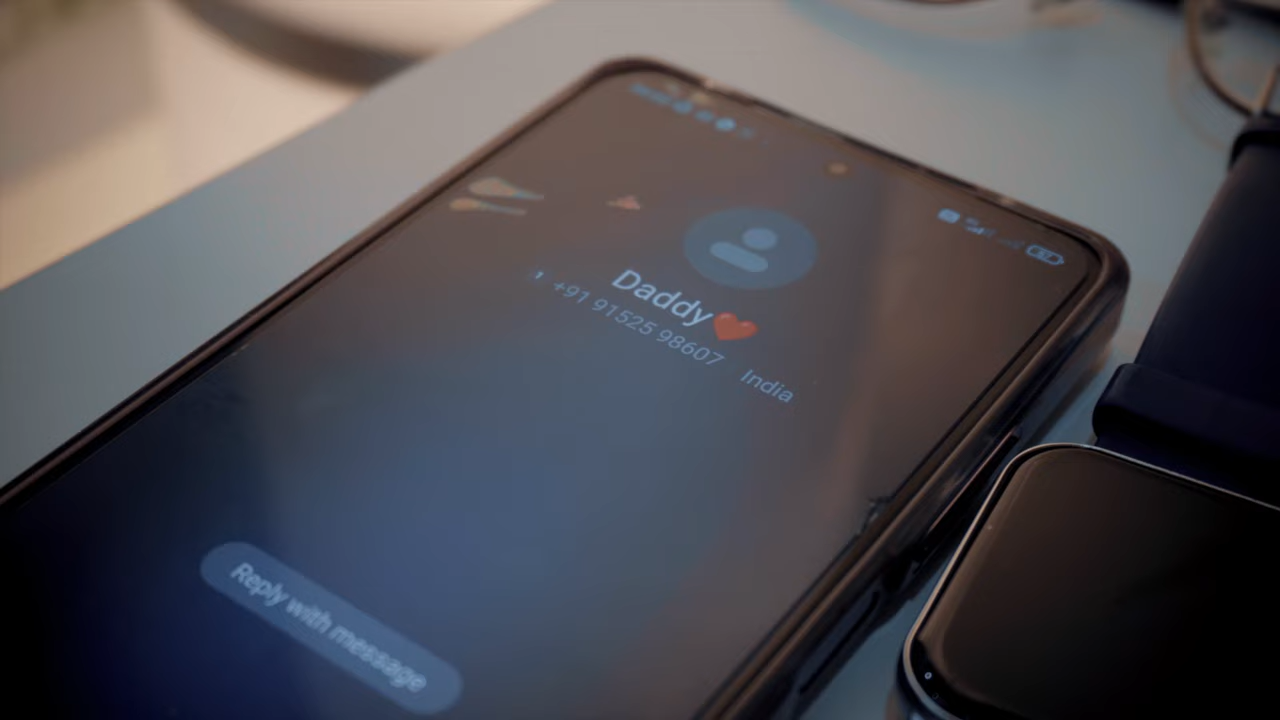 Daddy❤️
+91 91525 98607 India
Reply with message